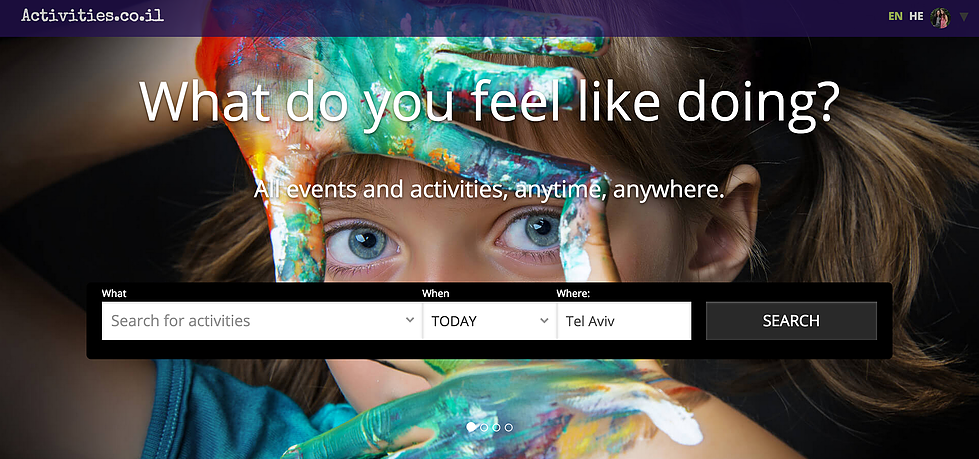 Activities.co.il
EN HE
What do you feel like doing?
All events and activities, anytime, anywhere.
What
When
Where:
Search for activities
TODAY
Tel Aviv
SEARCH